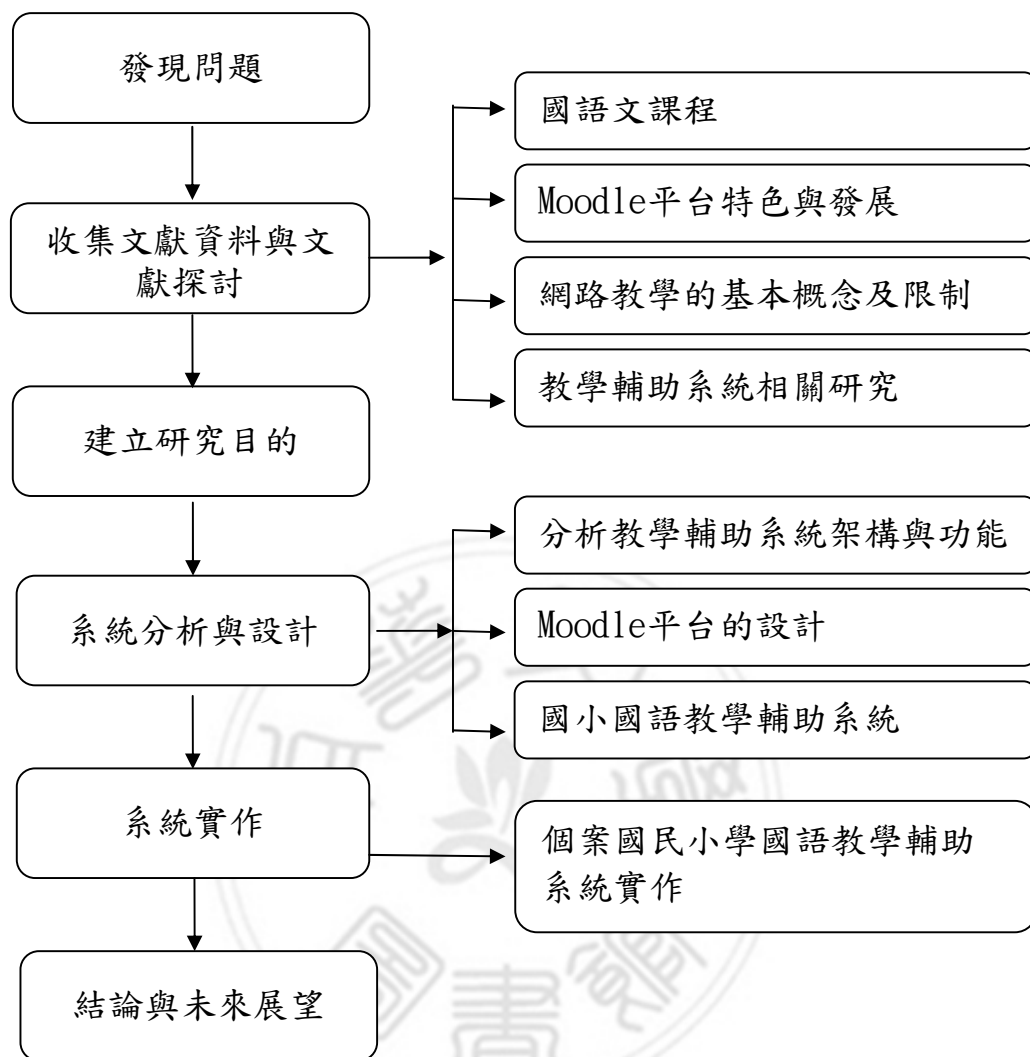 發現問題
國語文課程
Moodle平台特色與發展
收集文獻資料與文
獻探討
網路教學的基本概念及限制
教學輔助系統相關研究
建立研究目的
分析教學輔助系統架構與功能
系統分析與設計
Moodle平台的設計
國小國語教學輔助系統
系統實作
個案國民小學國語教學輔助
系統實作
結論與未來展望